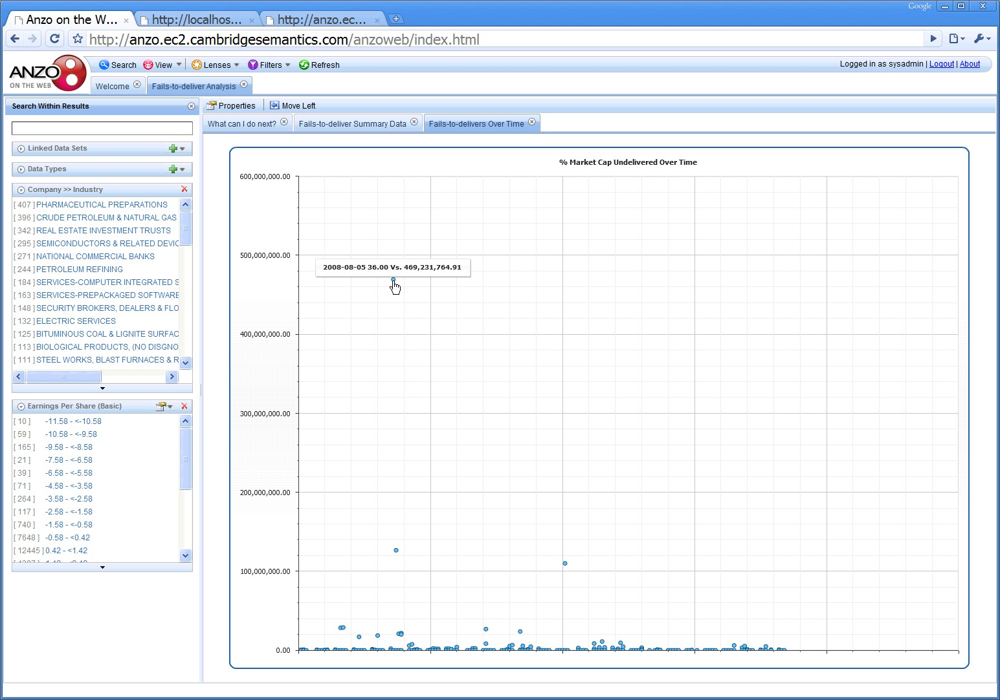 Google
Anzo on the W...
http://localhos...
http://anzo.ec...
http://anzo.ec2.cambridgesemantics.com/anzoweb/index.html
ANZO
ON THE WEB
Search View Lenses Filters Refresh
Logged in as sysadmin | Logout | About
Welcome Fails-to-deliver Analysis
Search Within Results
Properties Move Left
What can I do next? Fails-to-deliver Summary Data Fails-to-delivers Over Time
Linked Data Sets
Data Types
Company >> Industry
[ 407 ] PHARMACEUTICAL PREPARATIONS
[ 396 ] CRUDE PETROLEUM & NATURAL GAS
[ 342 ] REAL ESTATE INVESTMENT TRUSTS
[ 295 ] SEMICONDUCTORS & RELATED DEVIC
[ 271 ] NATIONAL COMMERCIAL BANKS
[ 244 ] PETROLEUM REFINING
[ 184 ] SERVICES-COMPUTER INTEGRATED S
[ 163 ] SERVICES-PREPACKAGED SOFTWARE
[ 148 ] SECURITY BROKERS, DEALERS & FLO
[ 132 ] ELECTRIC SERVICES
[ 125 ] BITUMINOUS COAL & LIGNITE SURFAC
[ 113 ] BIOLOGICAL PRODUCTS, (NO DISGNO
[ 111 ] STEEL WORKS, BLAST FURNACES & R
Earnings Per Share (Basic)
[ 10 ] -11.58 - <-10.58
[ 59 ] -10.58 - <-9.58
[ 165 ] -9.58 - <-8.58
[ 21 ] -7.58 - <-6.58
[ 39 ] -6.58 - <-5.58
[ 71 ] -4.58 - <-3.58
[ 264 ] -3.58 - <-2.58
[ 117 ] -2.58 - <-1.58
[ 740 ] -1.58 - <-0.58
[ 7648 ] -0.58 - <0.42
[ 12445 ] 0.42 - <1.42
% Market Cap Undelivered Over Time
600,000,000.00
500,000,000.00
2008-08-05 36.00 Vs. 469,231,764.91
400,000,000.00
300,000,000.00
200,000,000.00
100,000,000.00
0.00